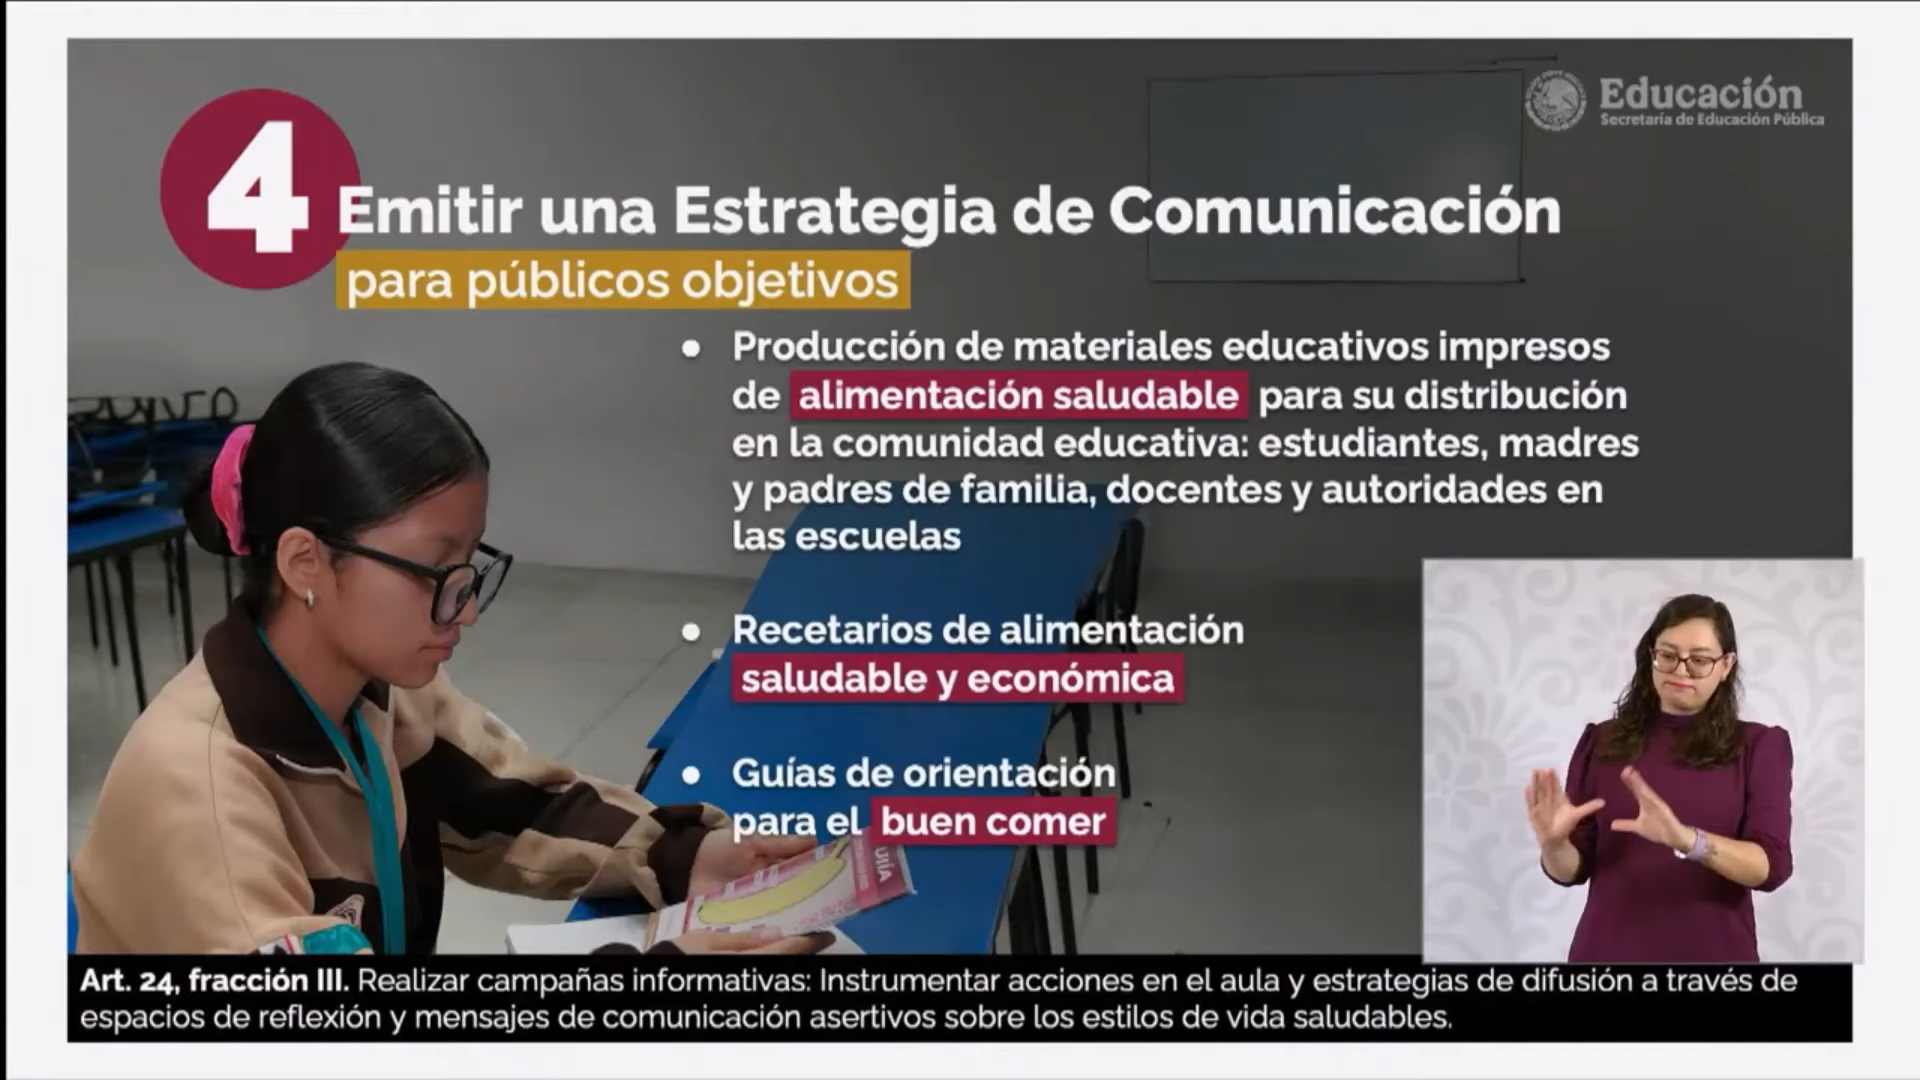 Educación
Secretaría de Educación Pública
4
Emitir una Estrategia de Comunicación
para públicos objetivos
• Producción de materiales educativos impresos
de alimentación saludable para su distribución
en la comunidad educativa: estudiantes, madres
y padres de familia, docentes y autoridades en
las escuelas
• Recetarios de alimentación
saludable y económica
• Guías de orientación
para el buen comer
Art. 24, fracción III. Realizar campañas informativas: Instrumentar acciones en el aula y estrategias de difusión a través de
espacios de reflexión y mensajes de comunicación asertivos sobre los estilos de vida saludables.